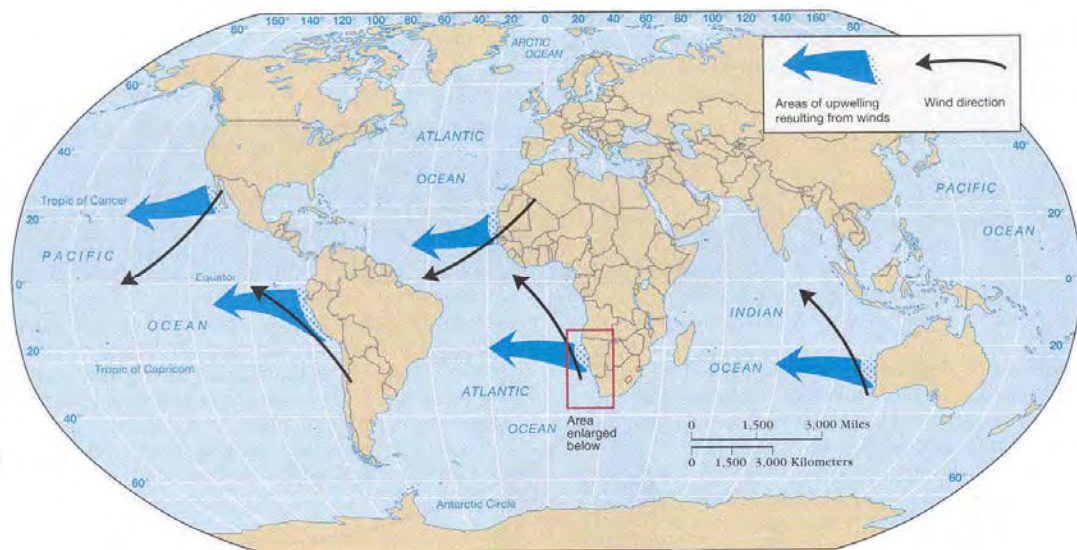 160 140 120 100 80 60 40 20 0 20 40 60 80 100 120 140 160
80°
80°
ARCTIC
OCEAN
60°
Areas of upwelling
resulting from winds
Wind direction
ATLANTIC
OCEAN
40°
40°
PACIFIC
OCEAN
Tropic of Cancer
20°
20°
PACIFIC
OCEAN
Equator
0°
0°
INDIAN
OCEAN
20°
20°
Tropic of Capricorn
ATLANTIC
OCEAN
Area
enlarged
below
40°
40°
0 1,500 3,000 Miles
0 1,500 3,000 Kilometers
60°
60°
Antarctic Circle